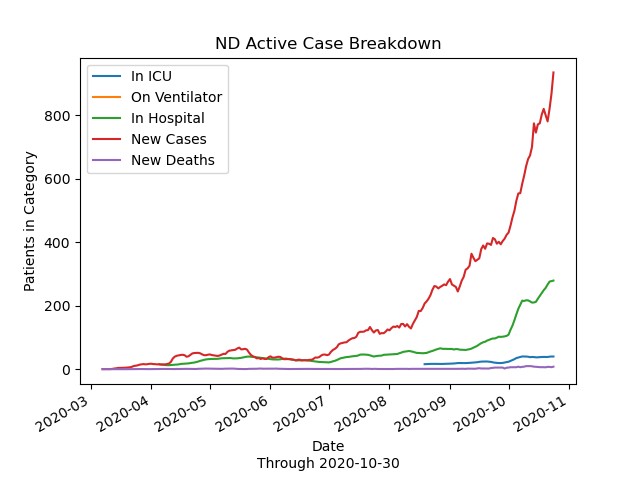 ND Active Case Breakdown
In ICU
On Ventilator
In Hospital
New Cases
New Deaths
Patients in Category
800
600
400
200
0
2020-03
2020-04
2020-05
2020-06
2020-07
2020-08
2020-09
2020-10
2020-11
Date
Through 2020-10-30